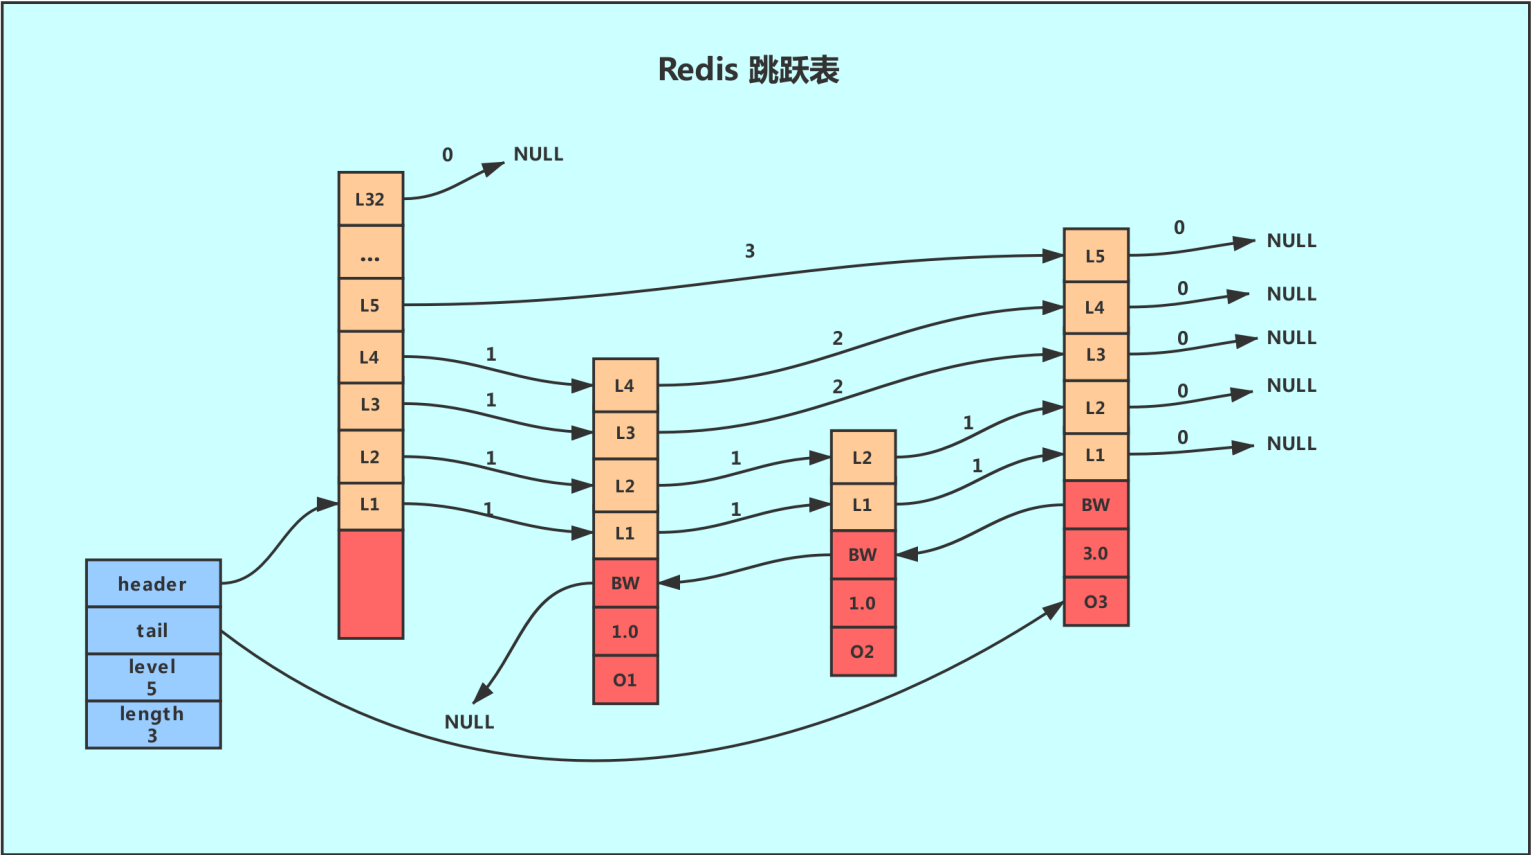 Redis 跳跃表
0
NULL
L32
...
L5
L4
L3
L2
L1
3
1
1
1
1
L4
L3
L2
L1
BW
1.0
O1
2
2
1
1
L2
L1
BW
1.0
O2
1
1
L5
L4
L3
L2
L1
BW
3.0
O3
0
NULL
0
NULL
0
NULL
0
NULL
0
NULL
header
tail
level
5
length
3
NULL